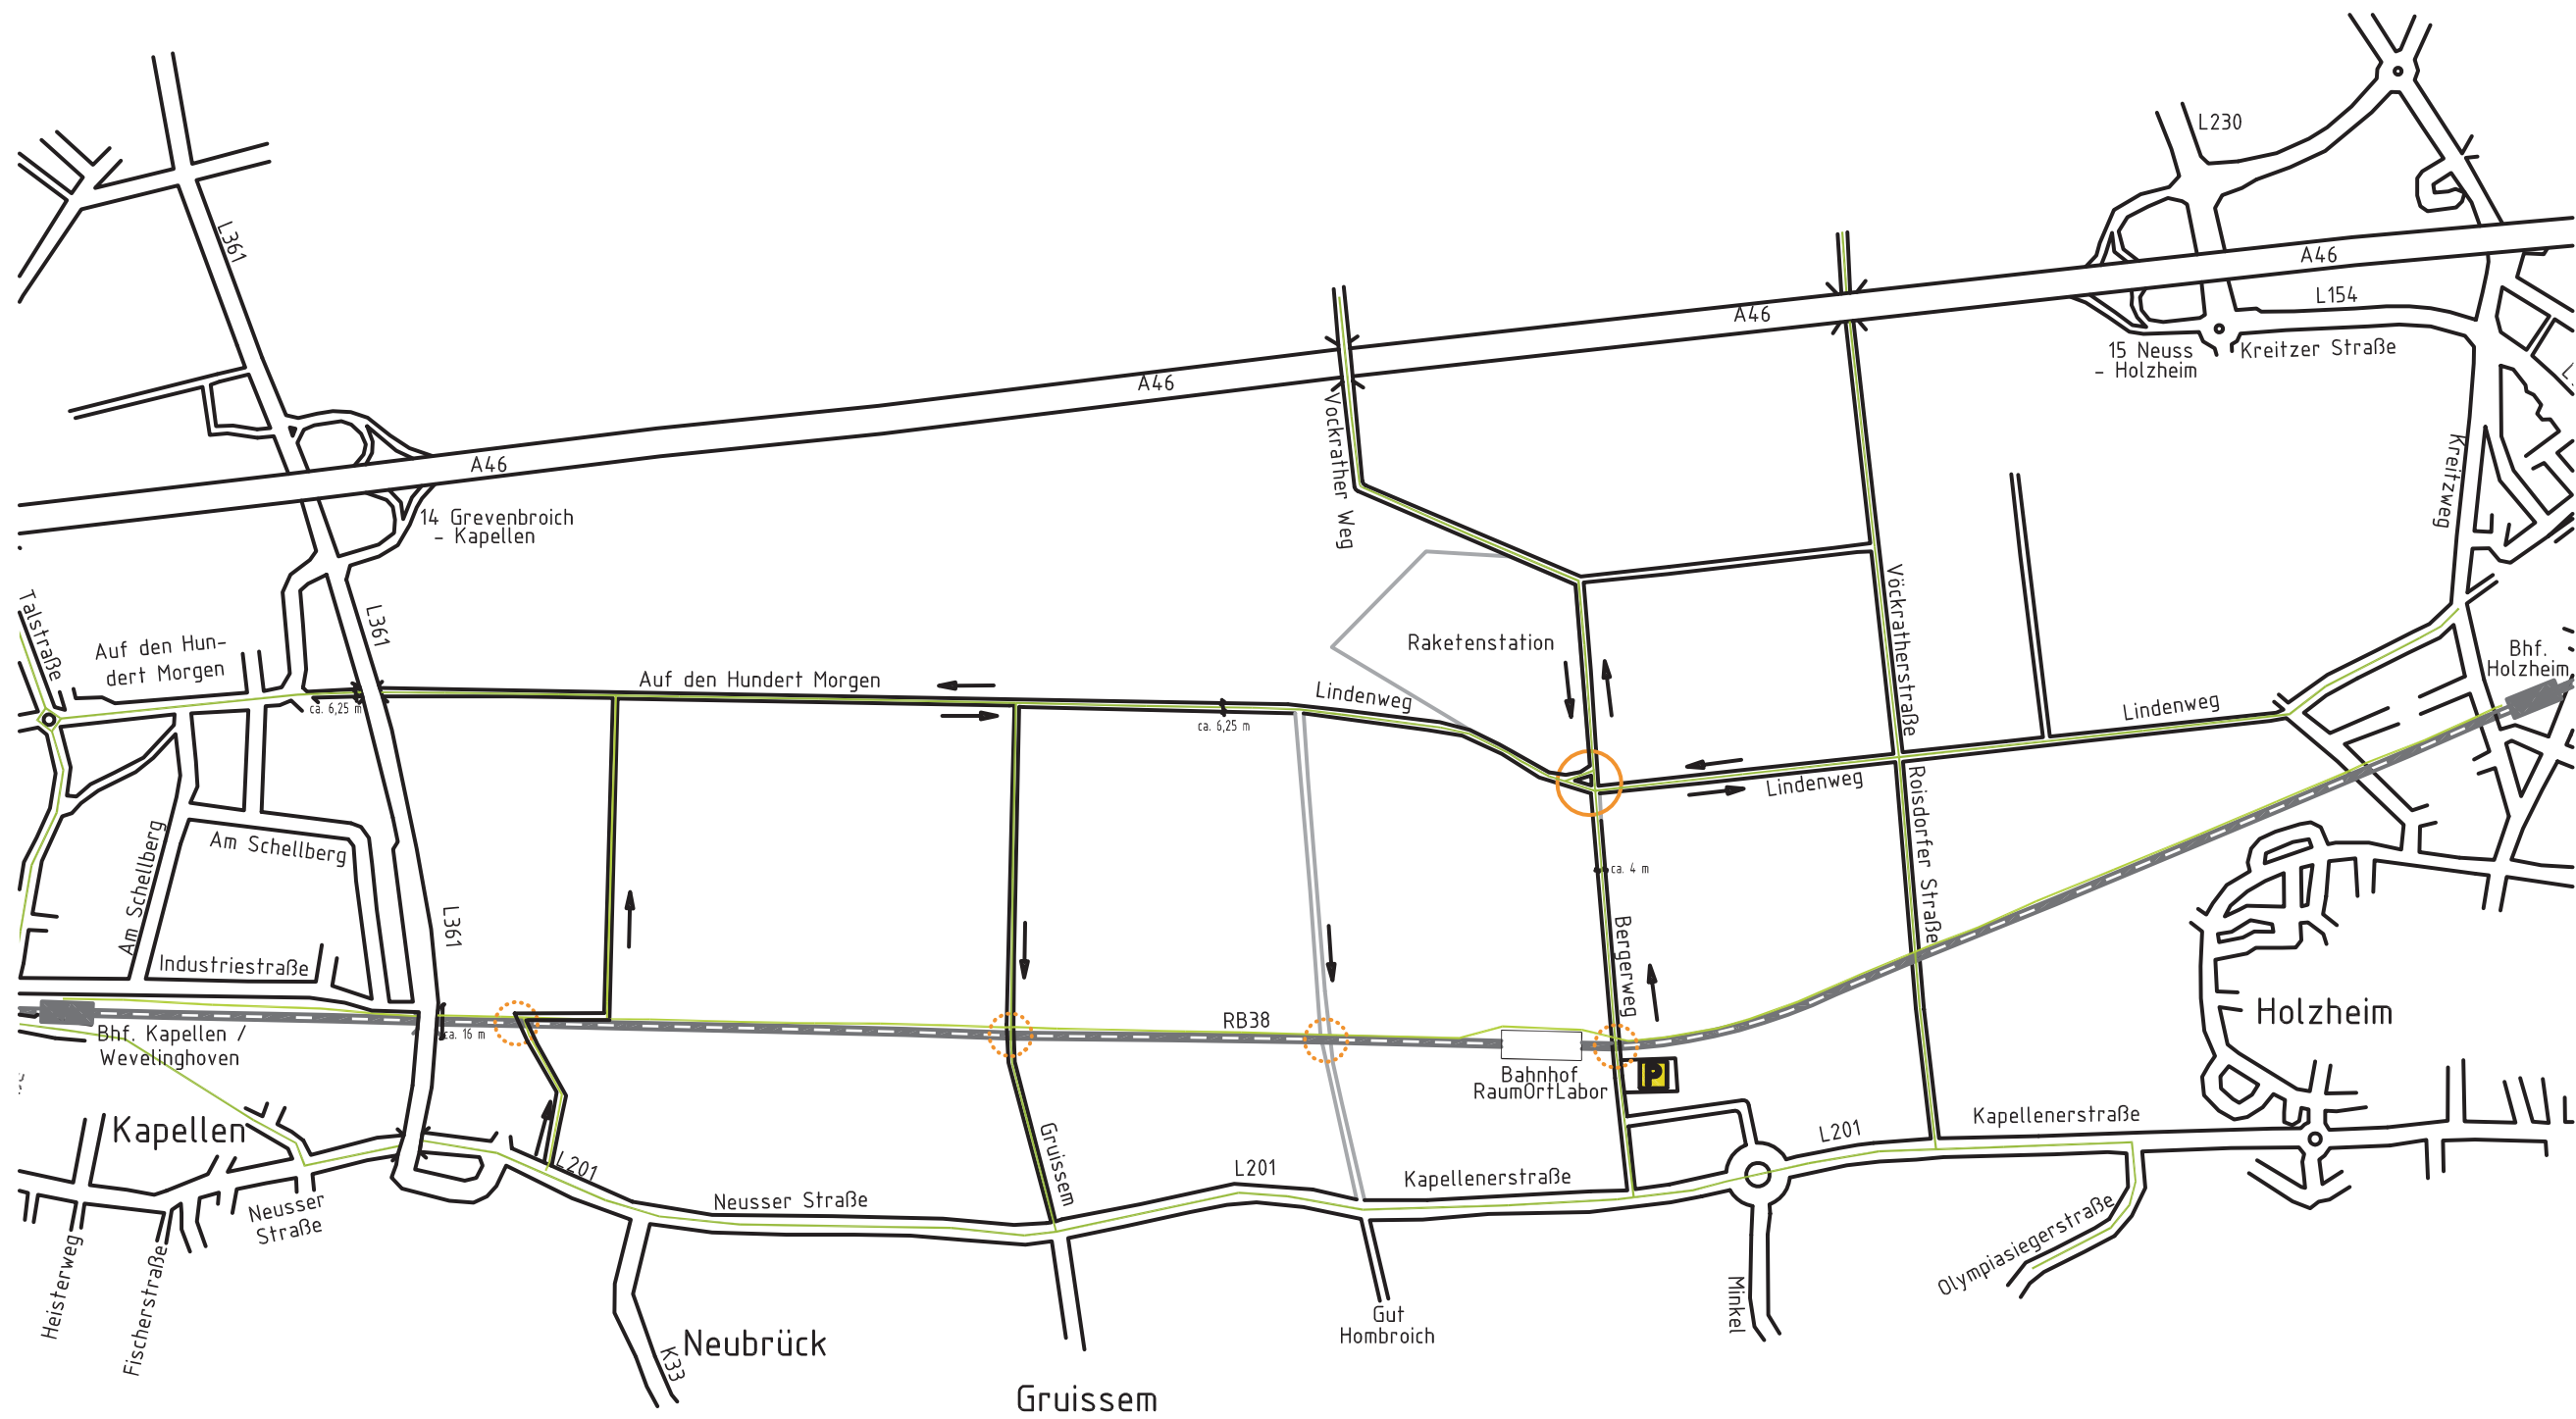 L230
L361
A46
L154
A46
15 Neuss
- Holzheim
Kreitzer Straße
A46
A46
Vockrather Weg
Kreitzweg
14 Grevenbroich
- Kapellen
Talstraße
Auf den Hun-
dert Morgen
L361
Vöckratherstraße
Raketenstation
Bhf.
Holzheim
Auf den Hundert Morgen
Lindenweg
Lindenweg
ca. 6,25 m
ca. 6,25 m
Lindenweg
Roisdorfer Straße
Am Schellberg
Am Schellberg
ca. 4 m
L361
Bergerweg
Industriestraße
Holzheim
RB38
Bhf. Kapellen /
Wevelinghoven
ca. 16 m
Bahnhof
RaumOrtLabor
P
Kapellen
Kapellenerstraße
L201
Gruissem
L201
L201
Kapellenerstraße
Neusser Straße
Neusser
Straße
Olympiasiegerstraße
Heisterweg
Fischerstraße
Minkel
Gut
Hombroich
Neubrück
K33
Gruissem